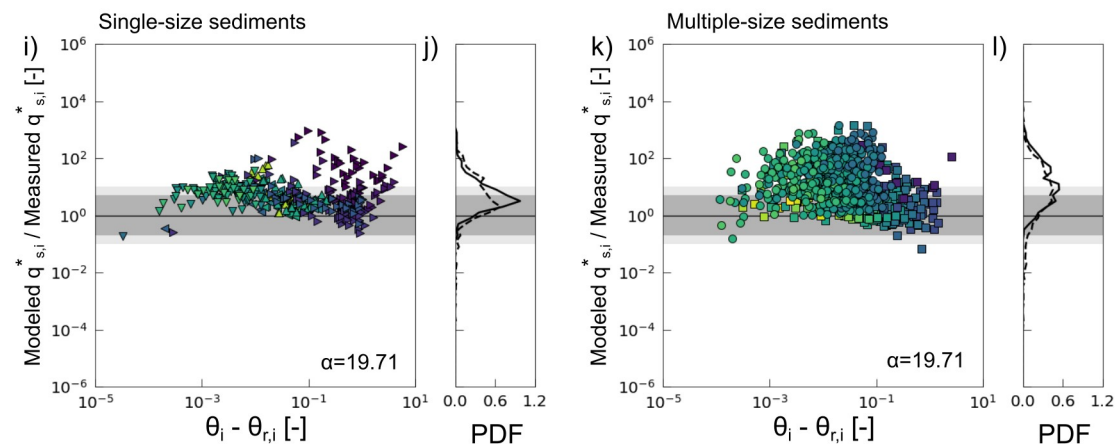 Single-size sediments
Multiple-size sediments
i)
j)
k)
l)
Modeled q*s,i / Measured q*s,i [-]
10^6
10^4
10^2
10^0
10^-2
10^-4
10^-6
α=19.71
10^-5
10^-3
10^-1
10^1
θi - θr,i [-]
0.0
0.6
1.2
PDF
Modeled q*s,i / Measured q*s,i [-]
10^6
10^4
10^2
10^0
10^-2
10^-4
10^-6
α=19.71
10^-5
10^-3
10^-1
10^1
θi - θr,i [-]
0.0
0.6
1.2
PDF